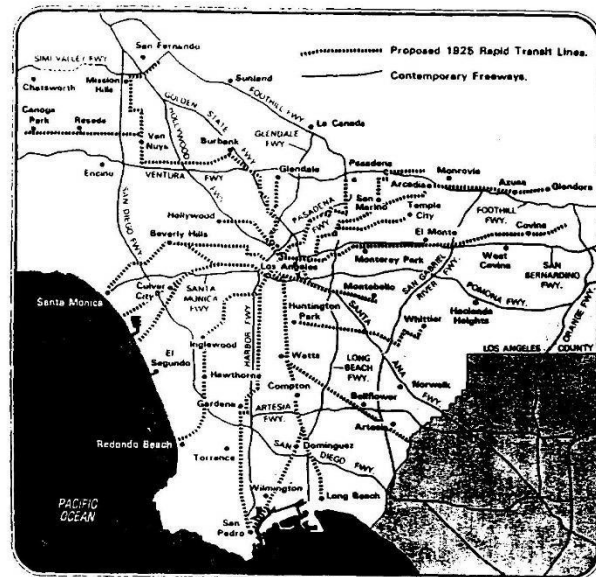 Proposed 1925 Rapid Transit Lines.
Contemporary Freeways.
San Fernando
SIMI VALLEY FWY.
Chatsworth
Mission
Hills
Sunland
FOOTHILL FWY
Canoga
Park
Reseda
GOLDEN STATE FWY
HOLLYWOOD FWY.
La Canada
GLENDALE
FWY.
Van
Nuys
Burbank
Encino
VENTURA FWY
Glendale
Pasadena
PASADENA FWY.
Monrovia
Arcadia
Azusa
Glendora
San
Marino
Temple
City
FOOTHILL
FWY.
SAN DIEGO FWY.
Hollywood
Beverly Hills
El Monte
Covina
Los Angeles
Monterey Park
West
Covina
SAN
BERNARDINO FWY.
Santa Monica
Culver
City
SANTA
MONICA FWY.
Montebello
SAN GABRIEL
RIVER FWY.
POMONA FWY.
Huntington
Park
SANTA ANA FWY.
Whittier
Hacienda
Heights
ORANGE FWY.
Inglewood
HARBOR FWY
El
Segundo
Watts
LONG
BEACH
FWY.
LOS ANGELES COUNTY
Hawthorne
Compton
Norwalk
Gardena
ARTESIA
FWY.
Bellflower
Artesia
Redondo Beach
Torrance
SAN DIEGO FWY.
Dominguez
Wilmington
Long Beach
PACIFIC
OCEAN
San
Pedro